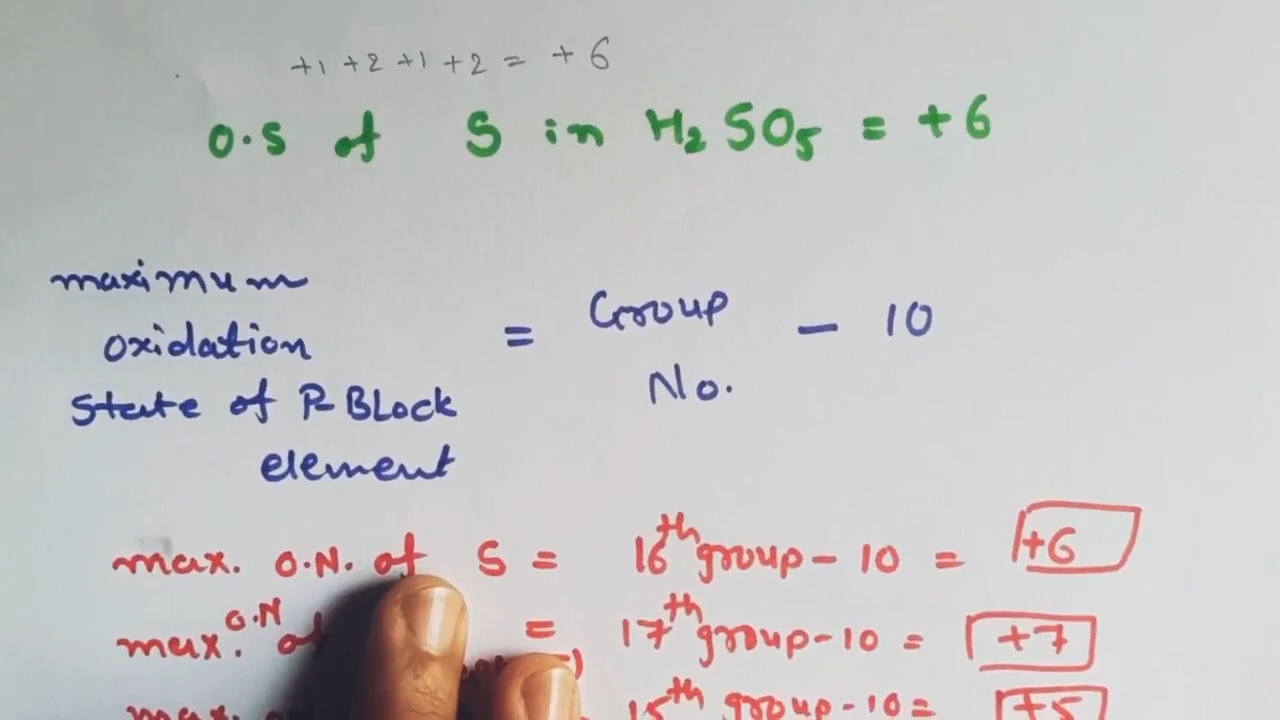 +1 +2 +1 +2 = +6
O.S of S in H₂SO₅ = +6
maximum
oxidation
state of P-Block
element
= Group No. - 10
max. O.N. of S = 16th group - 10 = +6
max. O.N = 17th group - 10 = +7
max. 15th group - 10 = +5